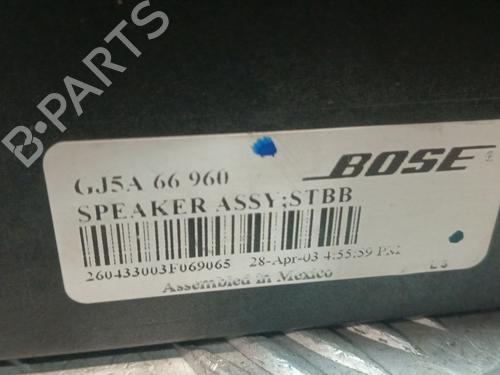 B-PARTS
GJ5A 66 960
BOSE
SPEAKER ASSY;STBB
260433003F069065 28-Apr-03 4:55:59 PM
Assembled in Mexico